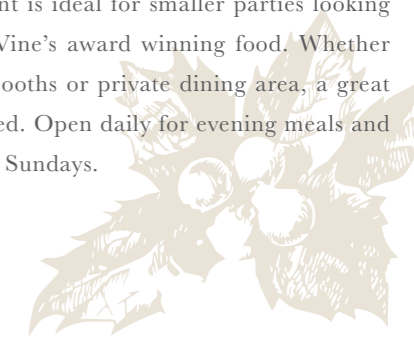 nt is ideal for smaller parties looking
Vine's award winning food. Whether
ooths or private dining area, a great
ed. Open daily for evening meals and
Sundays.